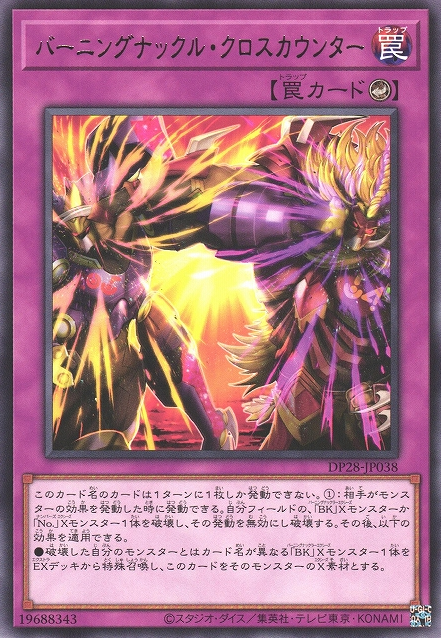 バーニングナックル・クロスカウンター
トラップ
罠
トラップ
【罠カード】
DP28-JP038
このカード名のカードは1ターンに1枚しか発動できない。①:相手がモンス
ターの効果を発動した時に発動できる。自分フィールドの、「BK」Xモンスターか
「No.」Xモンスター1体を破壊し、その発動を無効にし破壊する。その後、以下の
効果を適用できる。
●破壊した自分のモンスターとはカード名が異なる「BK」Xモンスター1体を
EXデッキから特殊召喚し、このカードをそのモンスターのX素材とする。
19688343
©スタジオ・ダイス/集英社・テレビ東京・KONAMI